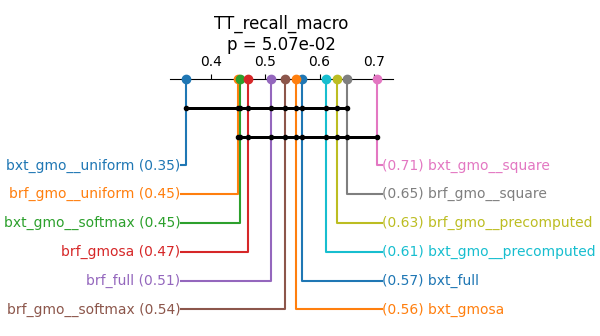 TT_recall_macro
p = 5.07e-02
0.4 0.5 0.6 0.7
bxt_gmo__uniform (0.35) (0.71) bxt_gmo__square
brf_gmo__uniform (0.45) (0.65) brf_gmo__square
bxt_gmo__softmax (0.45) (0.63) brf_gmo__precomputed
brf_gmosa (0.47) (0.61) bxt_gmo__precomputed
brf_full (0.51) (0.57) bxt_full
brf_gmo__softmax (0.54) (0.56) bxt_gmosa